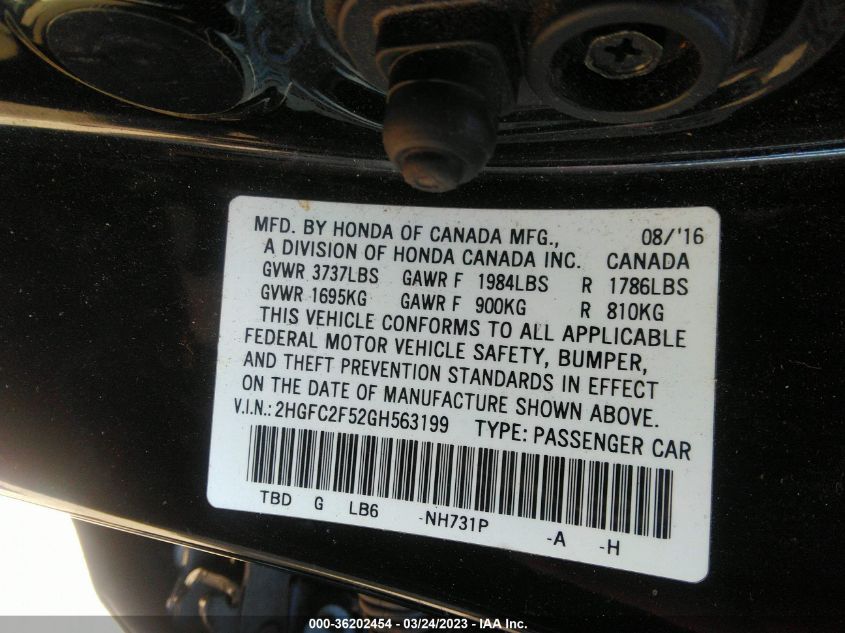 MFD. BY HONDA OF CANADA MFG., 08/'16
A DIVISION OF HONDA CANADA INC. CANADA
GVWR 3737LBS GAWR F 1984LBS R 1786LBS
GVWR 1695KG GAWR F 900KG R 810KG
THIS VEHICLE CONFORMS TO ALL APPLICABLE
FEDERAL MOTOR VEHICLE SAFETY, BUMPER,
AND THEFT PREVENTION STANDARDS IN EFFECT
ON THE DATE OF MANUFACTURE SHOWN ABOVE.
V.I.N.: 2HGFC2F52GH563199 TYPE: PASSENGER CAR
TBD G LB6 -NH731P -A -H
000-36202454 - 03/24/2023 - IAA Inc.